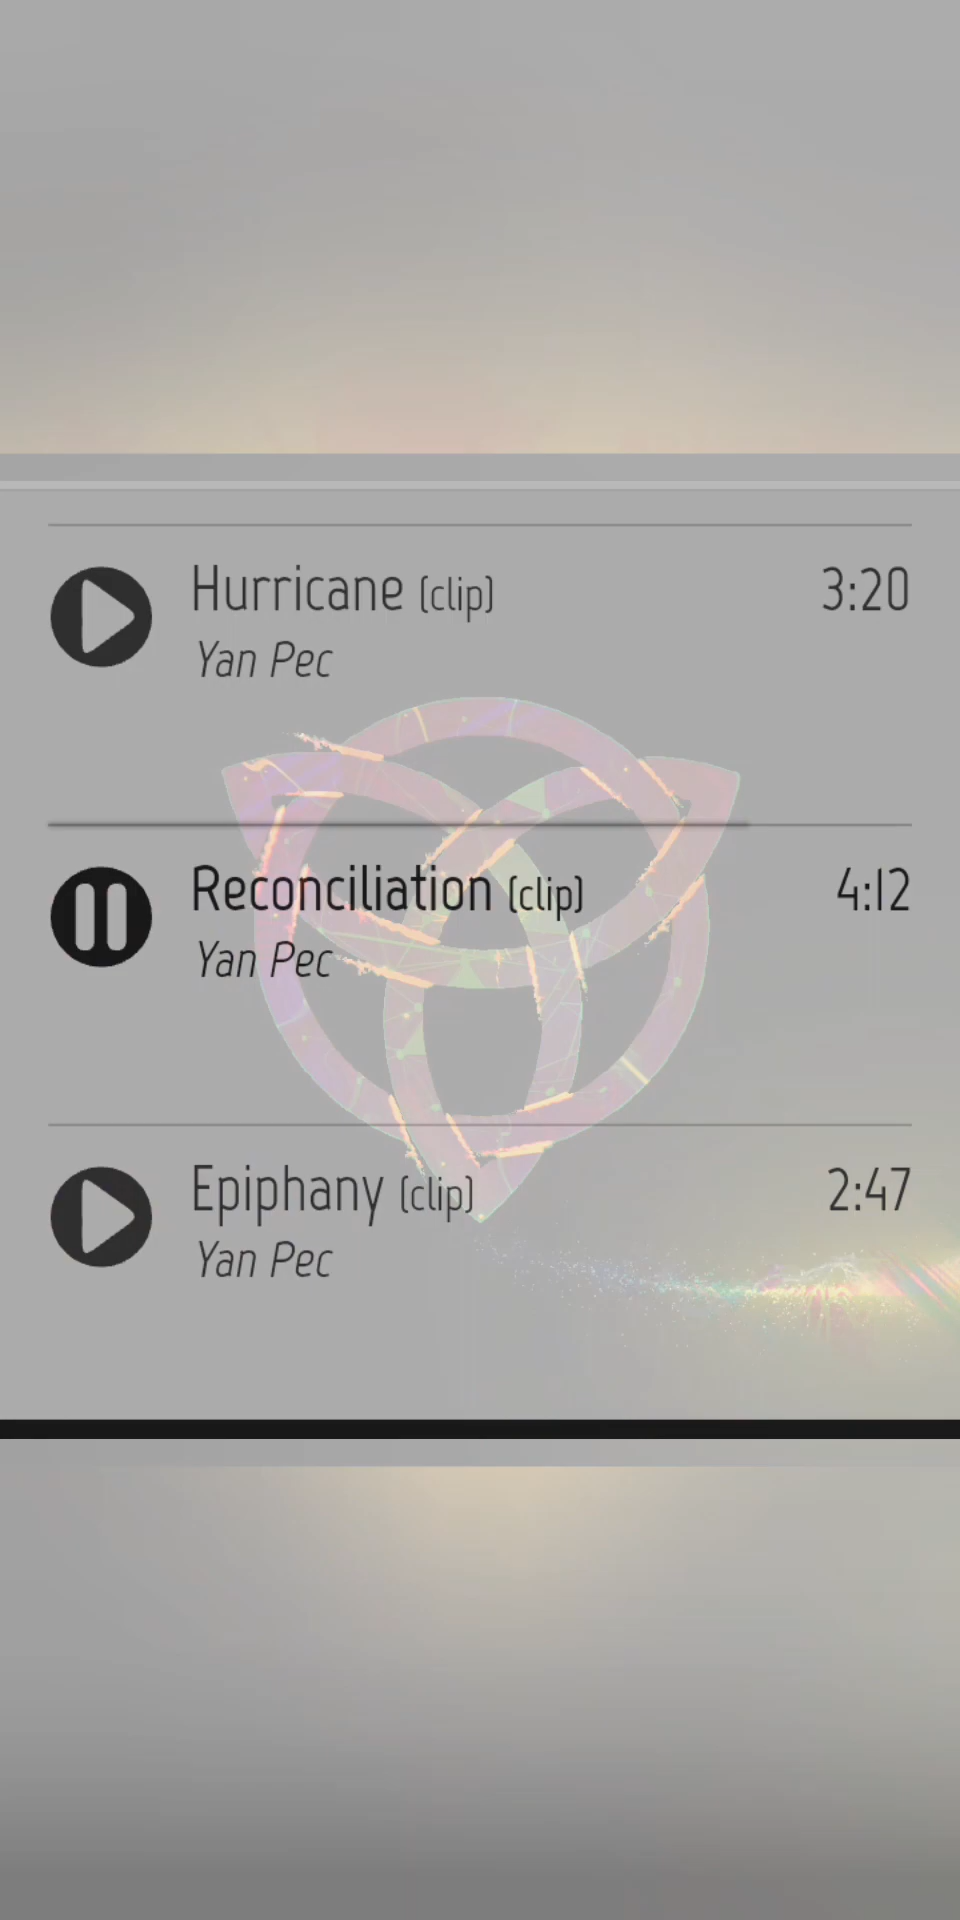 Hurricane (clip) 3:20
Yan Pec
Reconciliation (clip) 4:12
Yan Pec
Epiphany (clip) 2:47
Yan Pec